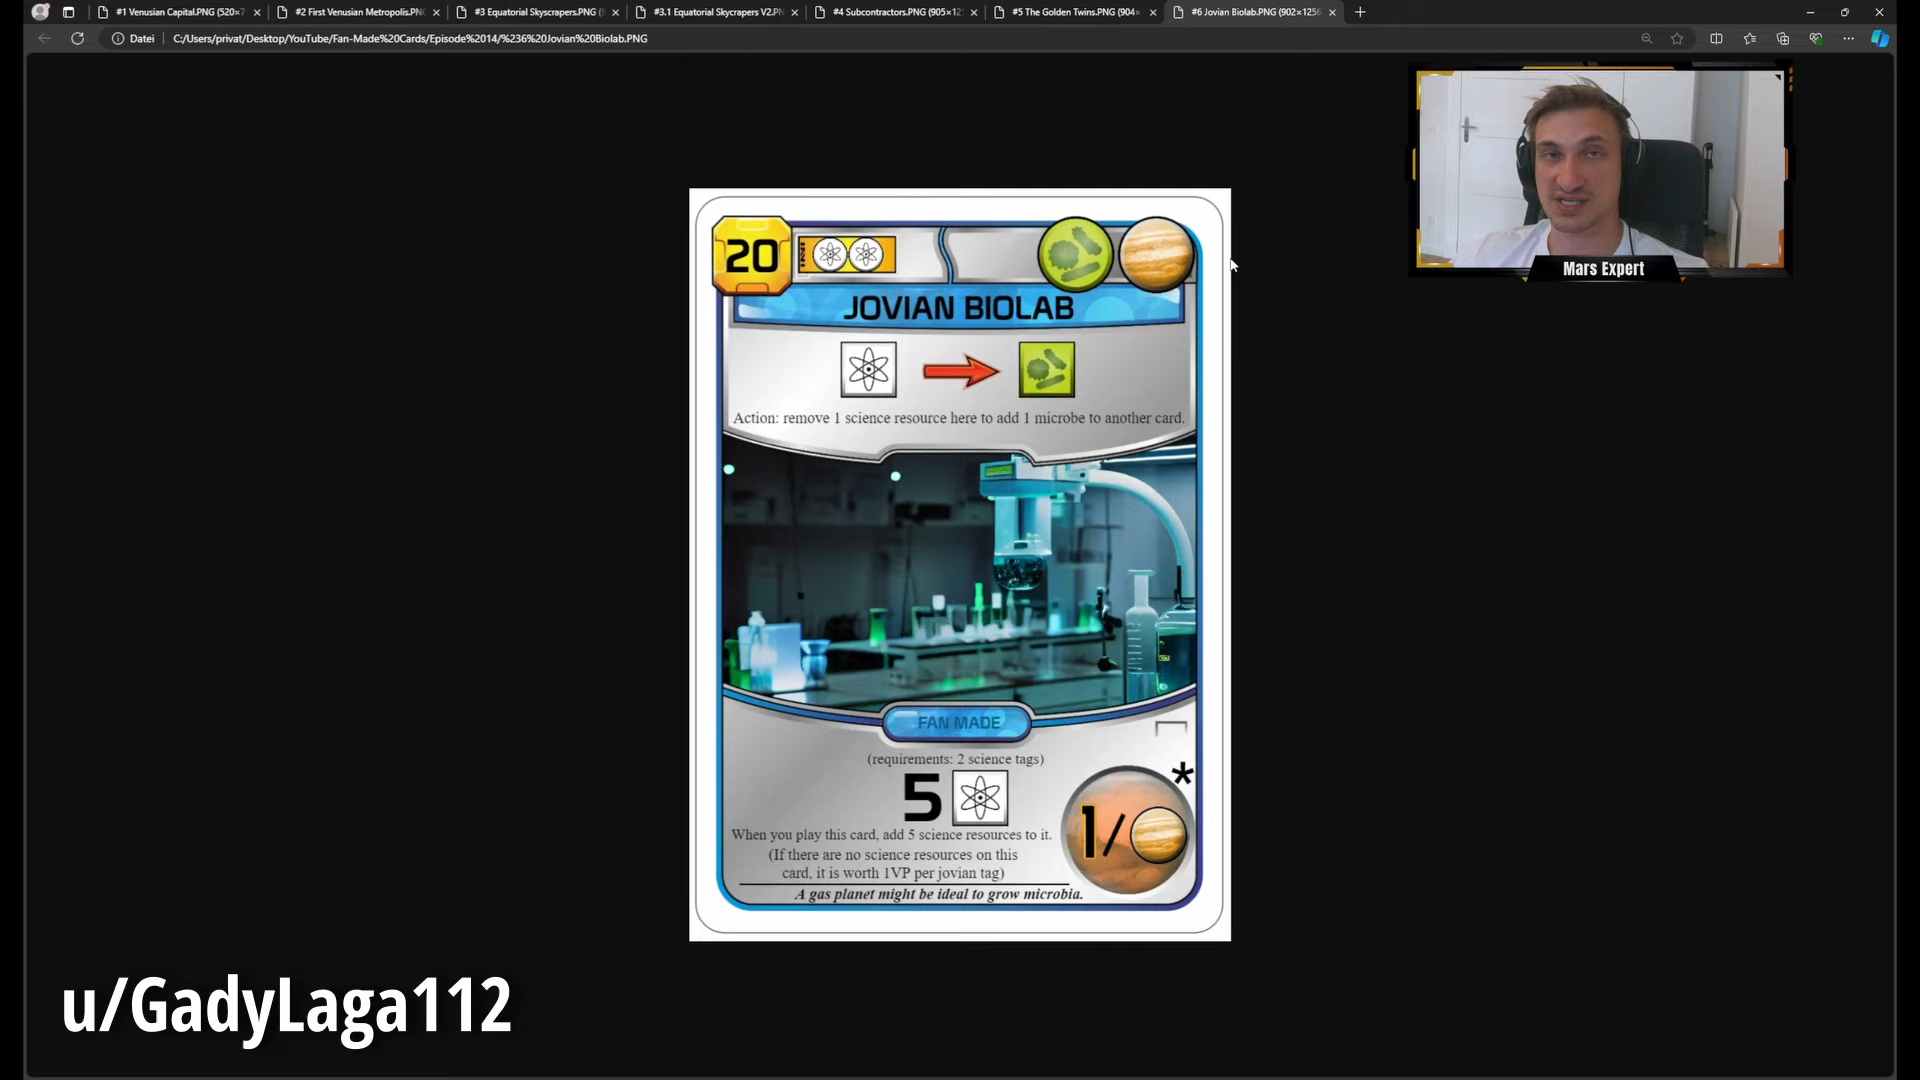 #1 Venusian Capital.PNG (520×7
#2 First Venusian Metropolis.PN
#3 Equatorial Skyscrapers.PNG (
#3.1 Equatorial Skycrapers V2.P
#4 Subcontractors.PNG (905×12
#5 The Golden Twins.PNG (904×
#6 Jovian Biolab.PNG (902×1256
Datei
C:/Users/privat/Desktop/YouTube/Fan-Made%20Cards/Episode%2014/%236%20Jovian%20Biolab.PNG
Mars Expert
20
JOVIAN BIOLAB
Action: remove 1 science resource here to add 1 microbe to another card.
FAN MADE
(requirements: 2 science tags)
5
1/ *
When you play this card, add 5 science resources to it.
(If there are no science resources on this
card, it is worth 1VP per jovian tag)
A gas planet might be ideal to grow microbia.
u/GadyLaga112